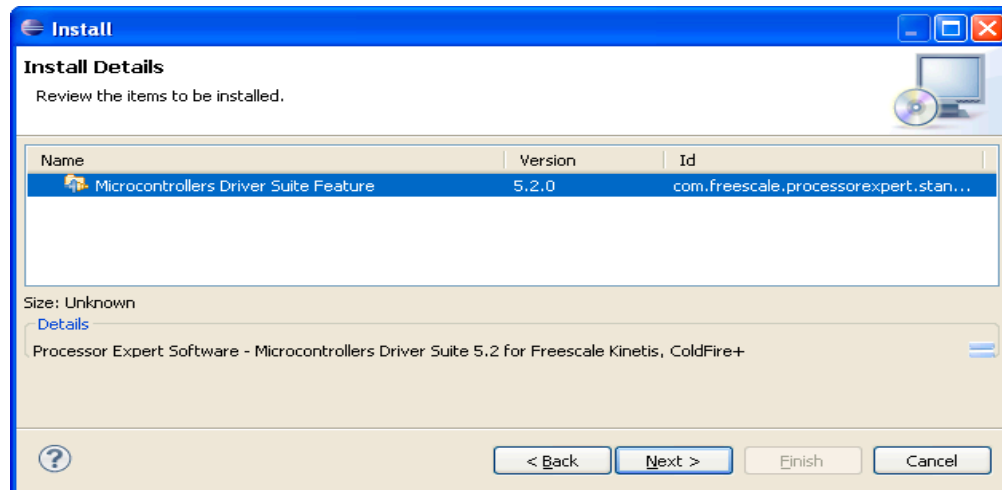 Install
Install Details
Review the items to be installed.
Name Version Id
Microcontrollers Driver Suite Feature 5.2.0 com.freescale.processorexpert.stan...
Size: Unknown
Details
Processor Expert Software - Microcontrollers Driver Suite 5.2 for Freescale Kinetis, ColdFire+
? < Back Next > Finish Cancel